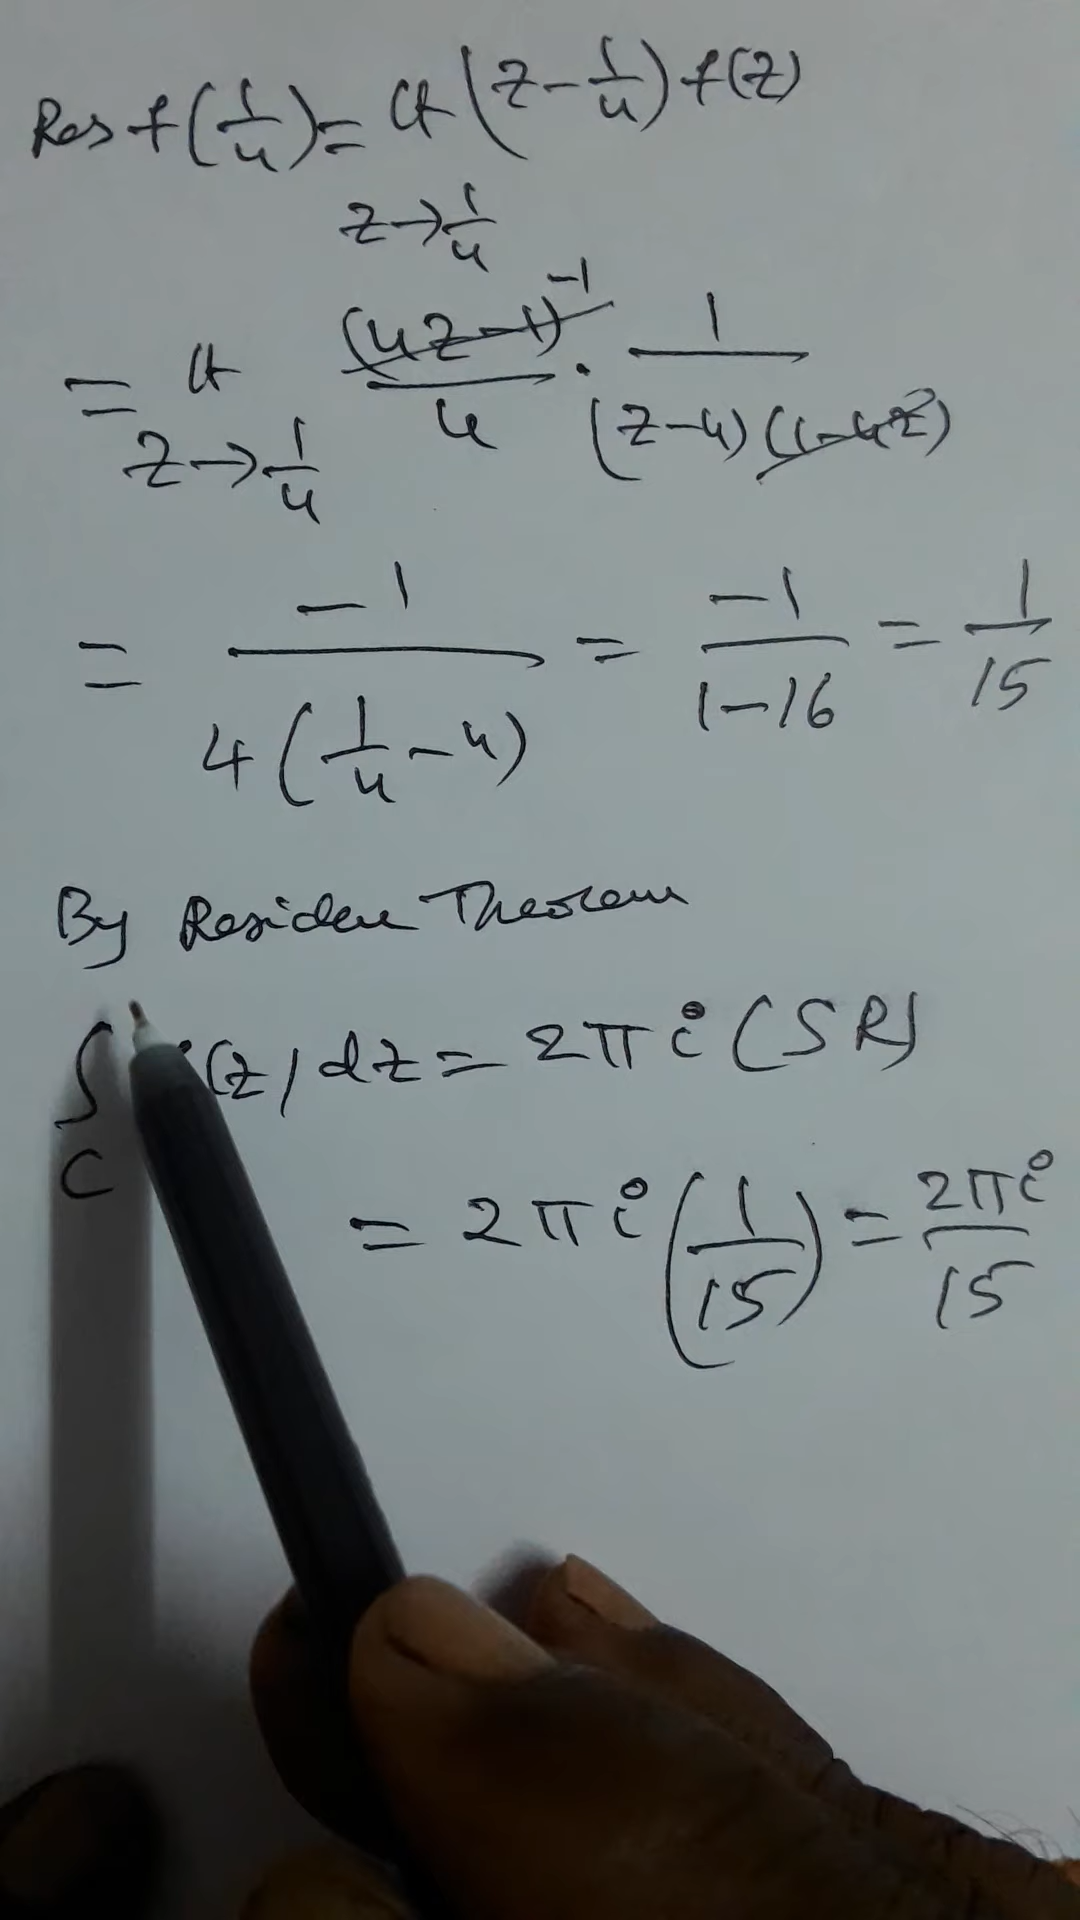 Res f(1/4) = lt (z - 1/4) f(z)
z→1/4
= lt z→1/4 (4z-1)^-1/4 · 1/((z-4)(1-4z))
= -1/(4(1/4 - 4)) = -1/(1-16) = 1/15
By Residue Theorem
∫C (z) dz = 2πi (SR)
= 2πi (1/15) = 2πi/15